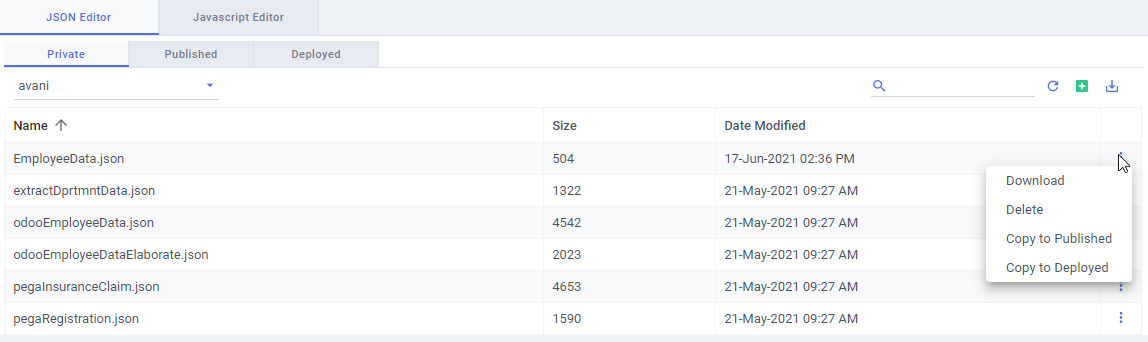 JSON Editor Javascript Editor
Private Published Deployed
avani
Name Size Date Modified
EmployeeData.json 504 17-Jun-2021 02:36 PM
extractDprtmntData.json 1322 21-May-2021 09:27 AM
odooEmployeeData.json 4542 21-May-2021 09:27 AM
odooEmployeeDataElaborate.json 2023 21-May-2021 09:27 AM
pegaInsuranceClaim.json 4653 21-May-2021 09:27 AM
pegaRegistration.json 1590 21-May-2021 09:27 AM
Download
Delete
Copy to Published
Copy to Deployed